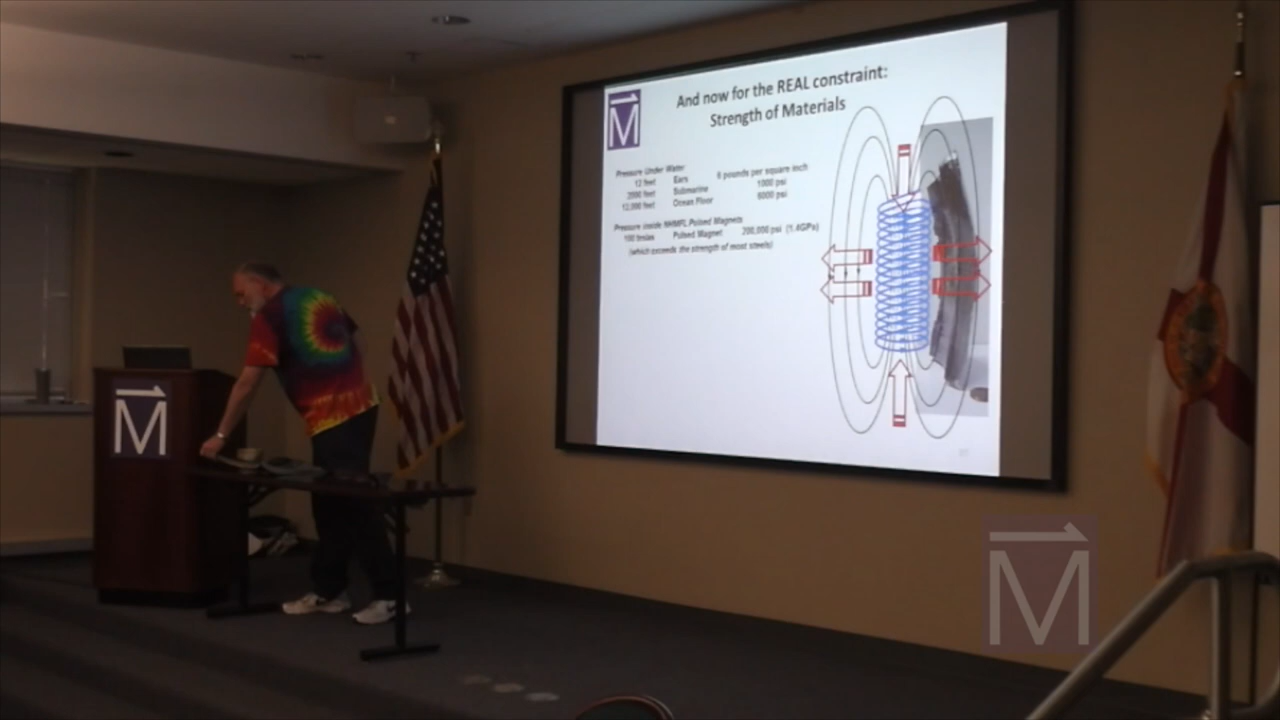 M
And now for the REAL constraint:
Strength of Materials
Pressure Under Water
12 feet Ears 6 pounds per square inch
2000 feet Submarine 1000 psi
12,000 feet Ocean Floor 6000 psi
Pressure inside NHMFL Pulsed Magnets
100 teslas Pulsed Magnet 200,000 psi (1.4GPa)
(which exceeds the strength of most steels)
M
M